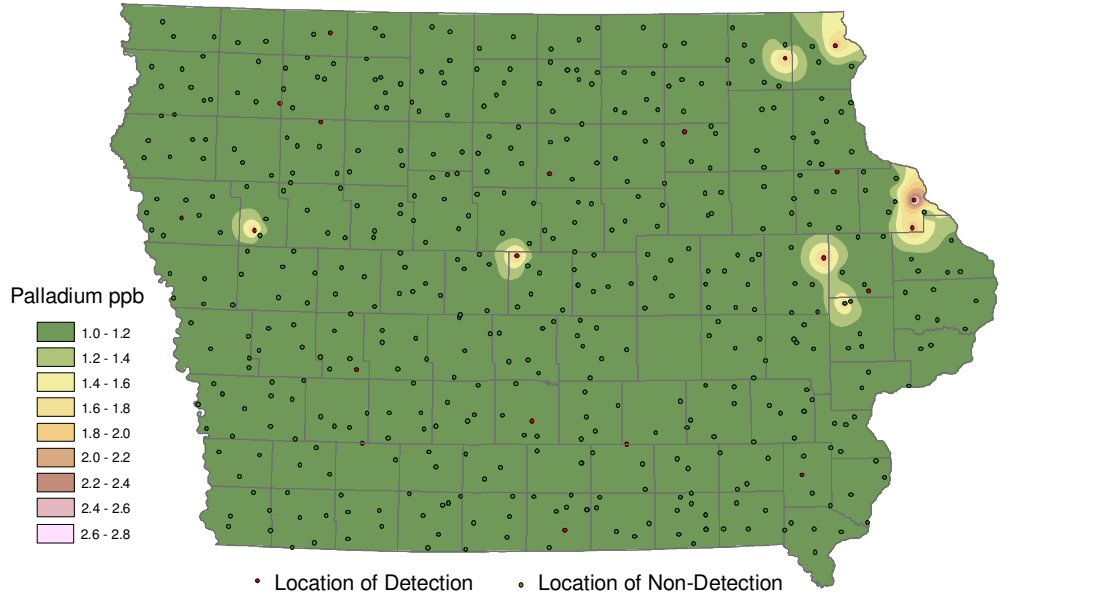 Palladium ppb
1.0 - 1.2
1.2 - 1.4
1.4 - 1.6
1.6 - 1.8
1.8 - 2.0
2.0 - 2.2
2.2 - 2.4
2.4 - 2.6
2.6 - 2.8
Location of Detection
Location of Non-Detection